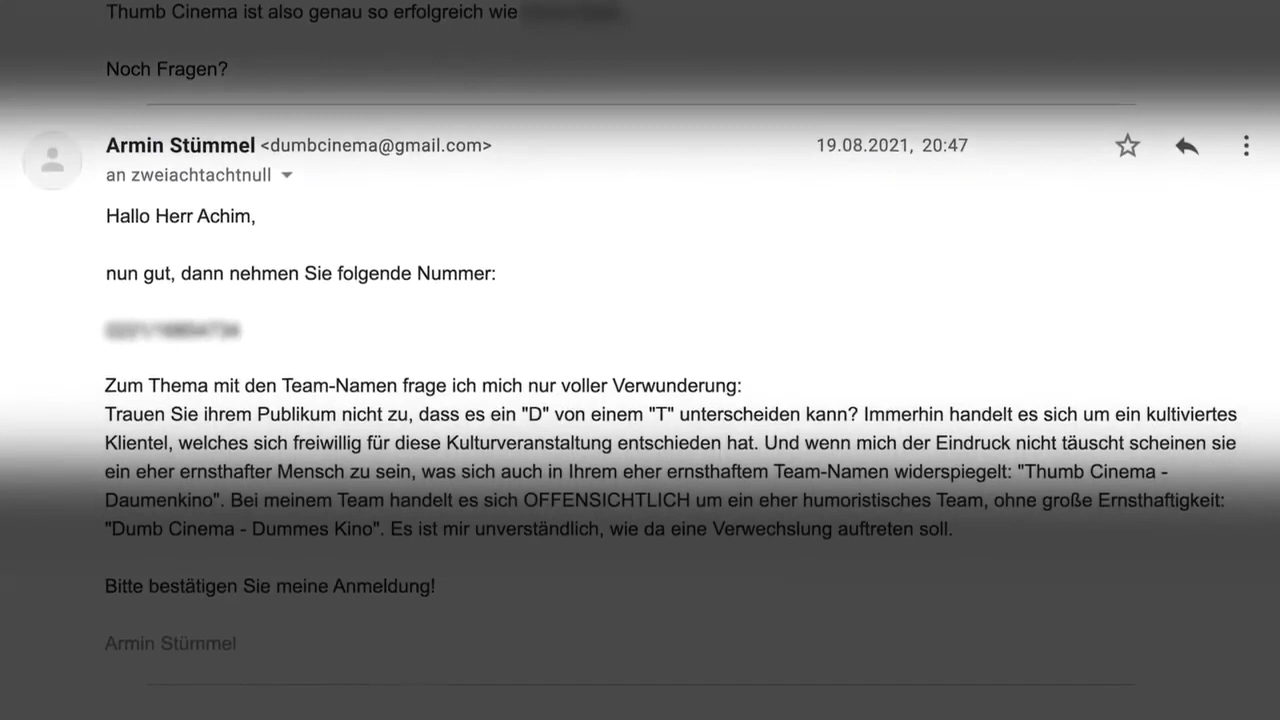 Thumb Cinema ist also genau so erfolgreich wie
Noch Fragen?
Armin Stümmel <dumbcinema@gmail.com>
19.08.2021, 20:47
an zweiachtachtnull
Hallo Herr Achim,
nun gut, dann nehmen Sie folgende Nummer:
Zum Thema mit den Team-Namen frage ich mich nur voller Verwunderung:
Trauen Sie ihrem Publikum nicht zu, dass es ein "D" von einem "T" unterscheiden kann? Immerhin handelt es sich um ein kultiviertes
Klientel, welches sich freiwillig für diese Kulturveranstaltung entschieden hat. Und wenn mich der Eindruck nicht täuscht scheinen sie
ein eher ernsthafter Mensch zu sein, was sich auch in Ihrem eher ernsthaftem Team-Namen widerspiegelt: "Thumb Cinema -
Daumenkino". Bei meinem Team handelt es sich OFFENSICHTLICH um ein eher humoristisches Team, ohne große Ernsthaftigkeit:
"Dumb Cinema - Dummes Kino". Es ist mir unverständlich, wie da eine Verwechslung auftreten soll.
Bitte bestätigen Sie meine Anmeldung!
Armin Stümmel